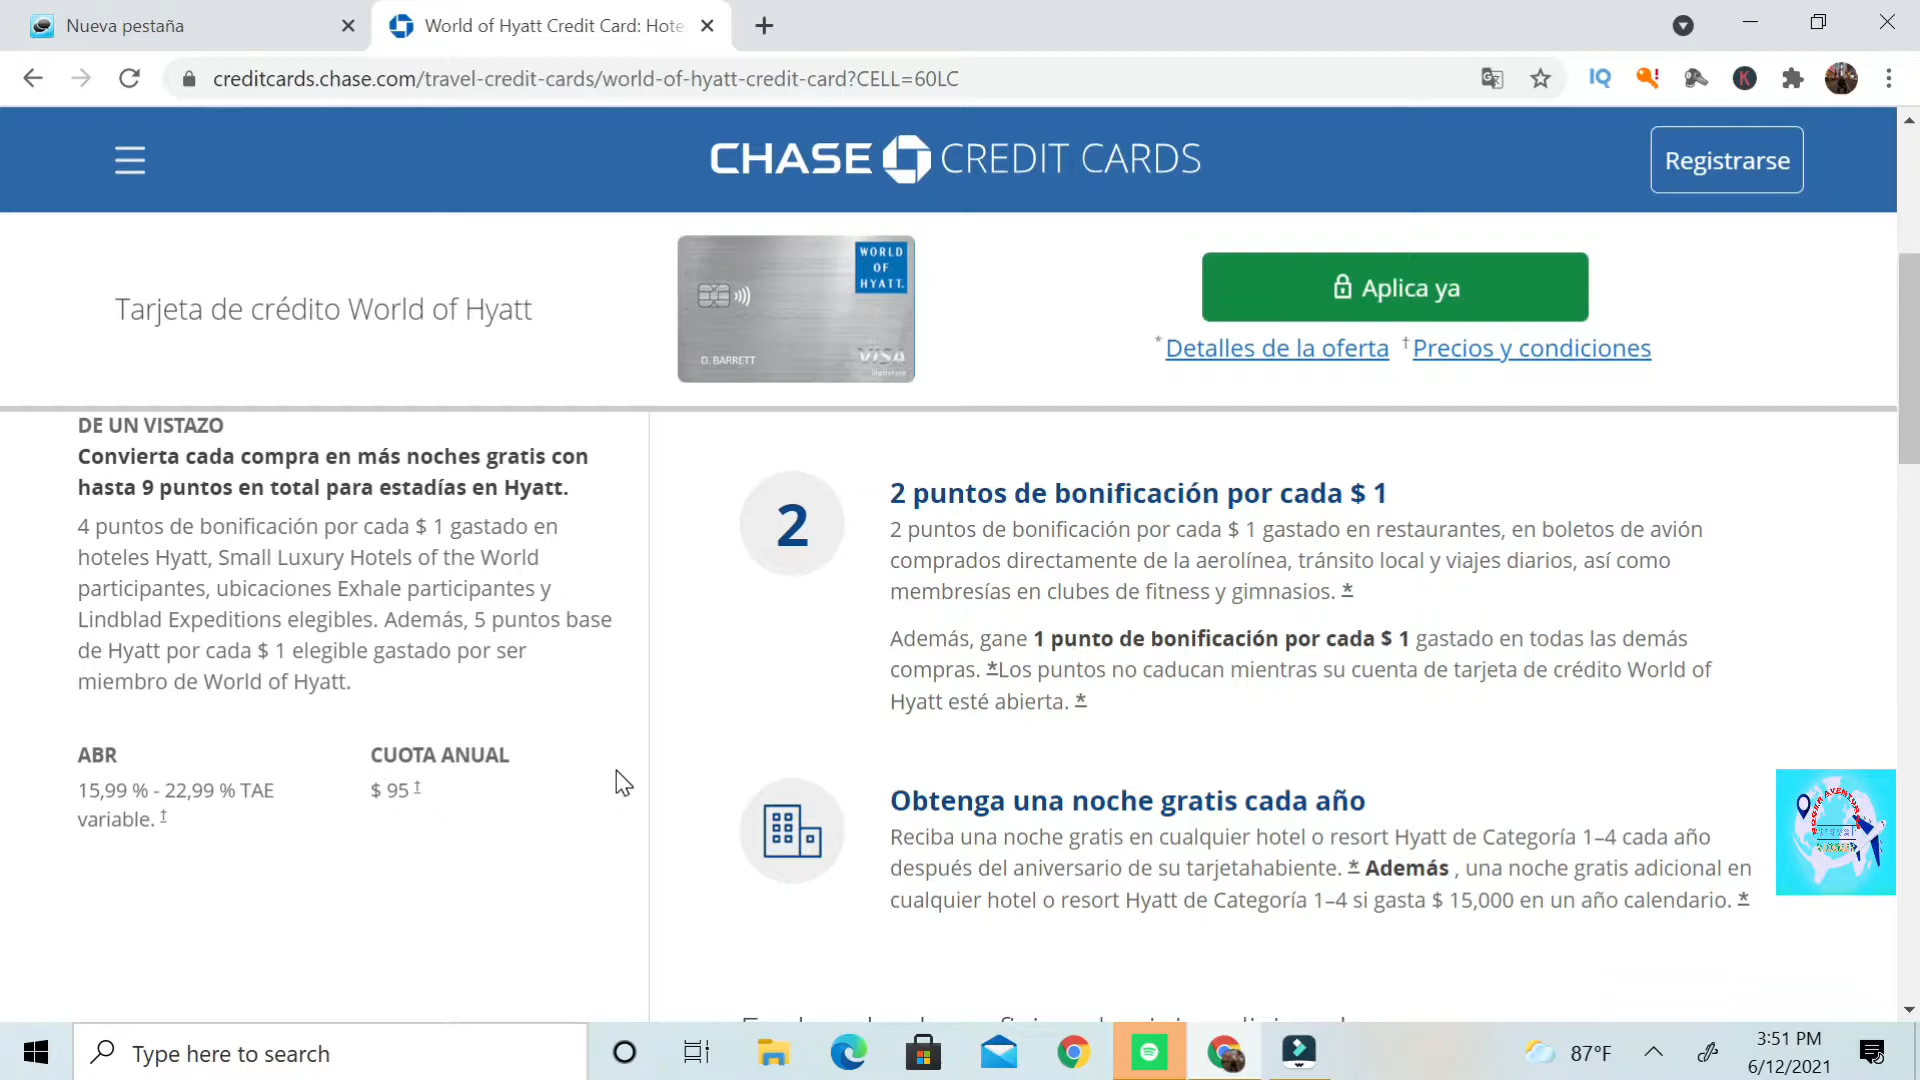 Nueva pestaña
World of Hyatt Credit Card: Hote
creditcards.chase.com/travel-credit-cards/world-of-hyatt-credit-card?CELL=60LC
IQ
K
CHASE CREDIT CARDS
Registrarse
Tarjeta de crédito World of Hyatt
WORLD
OF
HYATT.
D. BARRETT
VISA
Signature
Aplica ya
* Detalles de la oferta † Precios y condiciones
DE UN VISTAZO
Convierta cada compra en más noches gratis con
hasta 9 puntos en total para estadías en Hyatt.
4 puntos de bonificación por cada $ 1 gastado en
hoteles Hyatt, Small Luxury Hotels of the World
participantes, ubicaciones Exhale participantes y
Lindblad Expeditions elegibles. Además, 5 puntos base
de Hyatt por cada $ 1 elegible gastado por ser
miembro de World of Hyatt.
ABR
15,99 % - 22,99 % TAE
variable. †
CUOTA ANUAL
$ 95 †
2
2 puntos de bonificación por cada $ 1
2 puntos de bonificación por cada $ 1 gastado en restaurantes, en boletos de avión
comprados directamente de la aerolínea, tránsito local y viajes diarios, así como
membresías en clubes de fitness y gimnasios. *
Además, gane 1 punto de bonificación por cada $ 1 gastado en todas las demás
compras. *Los puntos no caducan mientras su cuenta de tarjeta de crédito World of
Hyatt esté abierta. *
Obtenga una noche gratis cada año
Reciba una noche gratis en cualquier hotel o resort Hyatt de Categoría 1–4 cada año
después del aniversario de su tarjetahabiente. * Además , una noche gratis adicional en
cualquier hotel o resort Hyatt de Categoría 1–4 si gasta $ 15,000 en un año calendario. *
Type here to search
87°F
3:51 PM
6/12/2021